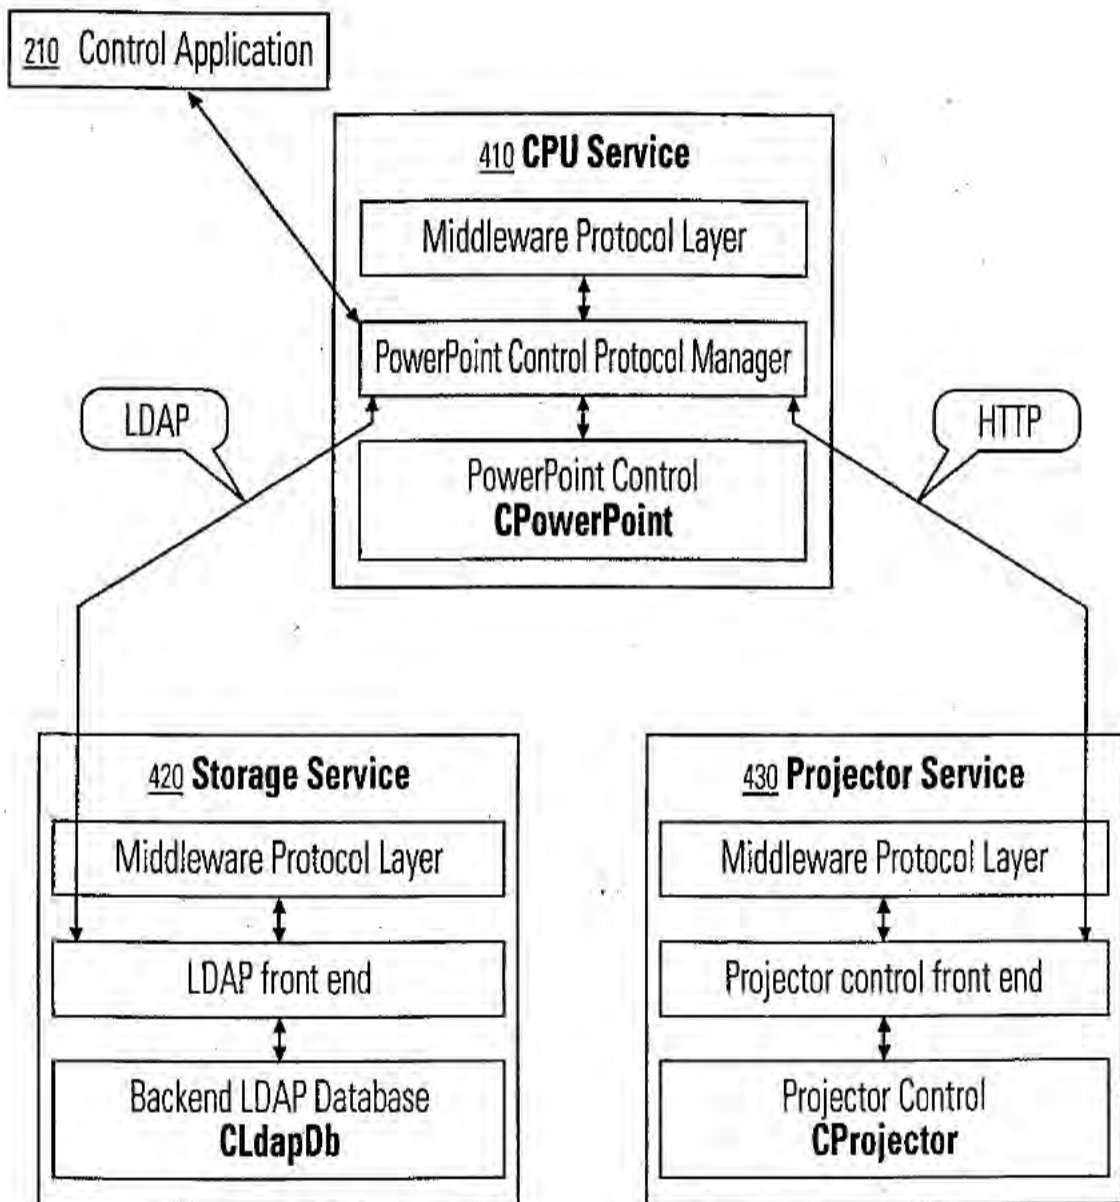 210 Control Application
410 CPU Service
Middleware Protocol Layer
PowerPoint Control Protocol Manager
LDAP
HTTP
PowerPoint Control
CPowerPoint
420 Storage Service
Middleware Protocol Layer
LDAP front end
Backend LDAP Database
CLdapDb
430 Projector Service
Middleware Protocol Layer
Projector control front end
Projector Control
CProjector